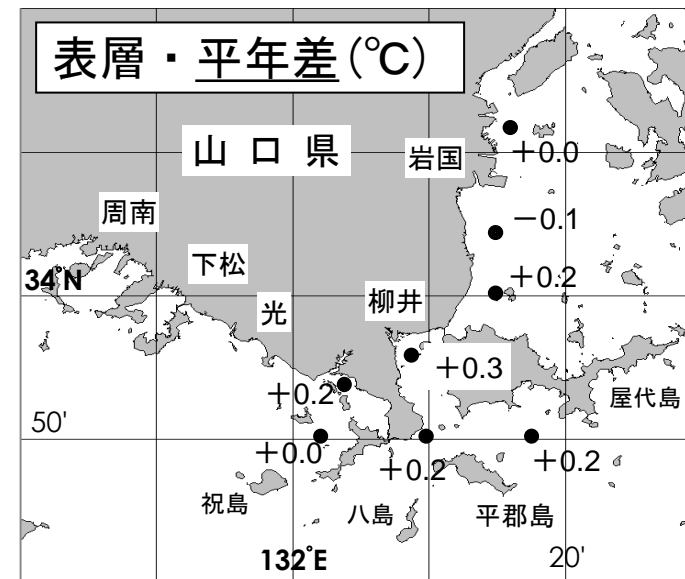 表層・平年差(℃)
山口県
岩国
+0.0
周南
-0.1
下松
+0.2
34°N
光
柳井
+0.3
+0.2
屋代島
50'
+0.0
+0.2
+0.2
祝島
八島
平郡島
132°E
20'